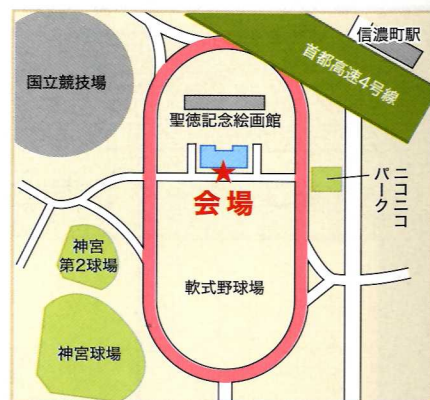 信濃町駅
首都高速4号線
国立競技場
聖徳記念絵画館
会場
ニコニコ
パーク
神宮
第2球場
軟式野球場
神宮球場